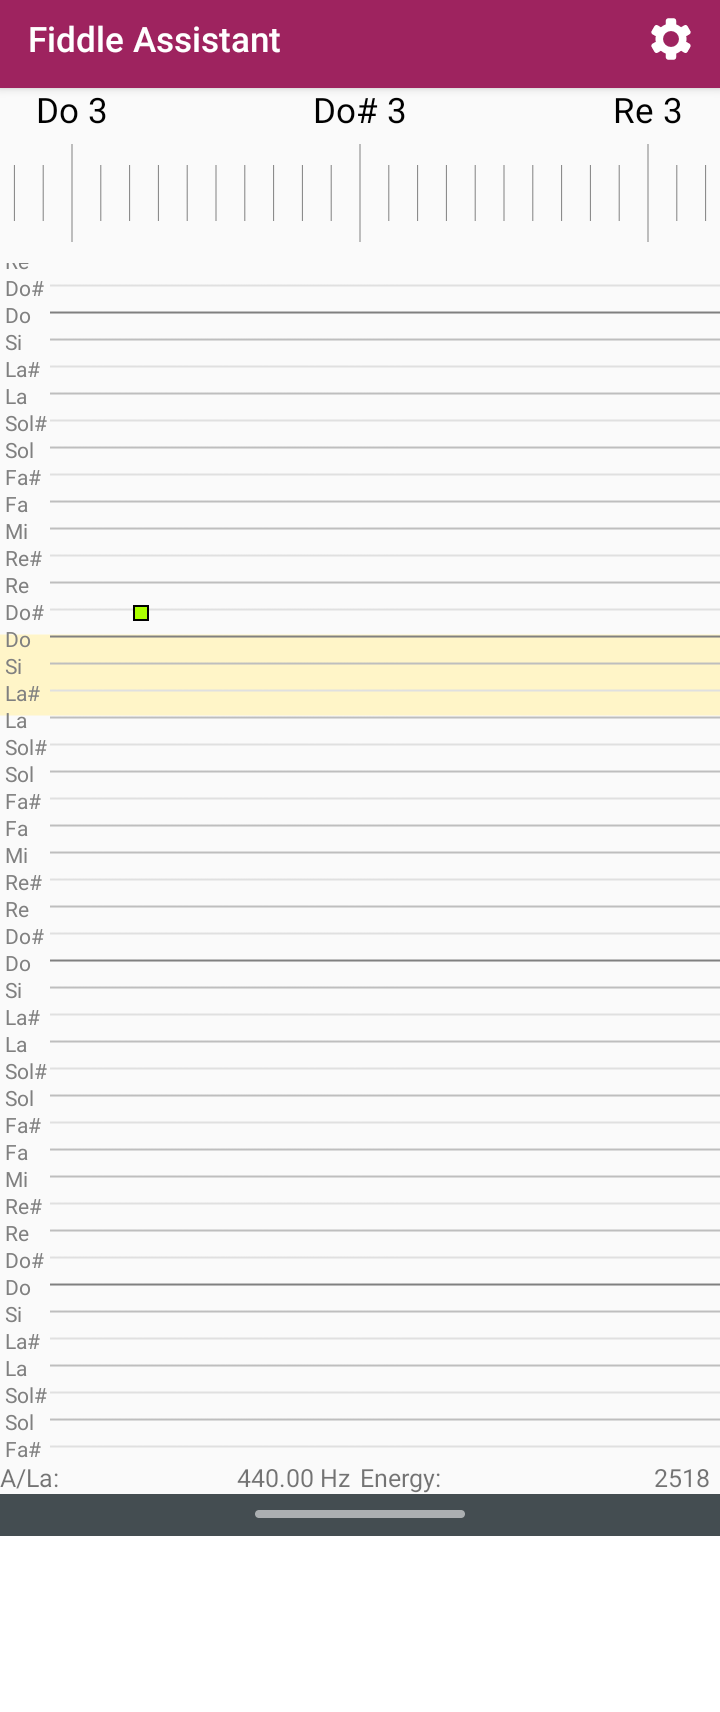 Fiddle Assistant
Do 3 Do# 3 Re 3
Re
Do#
Do
Si
La#
La
Sol#
Sol
Fa#
Fa
Mi
Re#
Re
Do#
Do
Si
La#
La
Sol#
Sol
Fa#
Fa
Mi
Re#
Re
Do#
Do
Si
La#
La
Sol#
Sol
Fa#
Fa
Mi
Re#
Re
Do#
Do
Si
La#
La
Sol#
Sol
Fa#
A/La: 440.00 Hz Energy: 2518